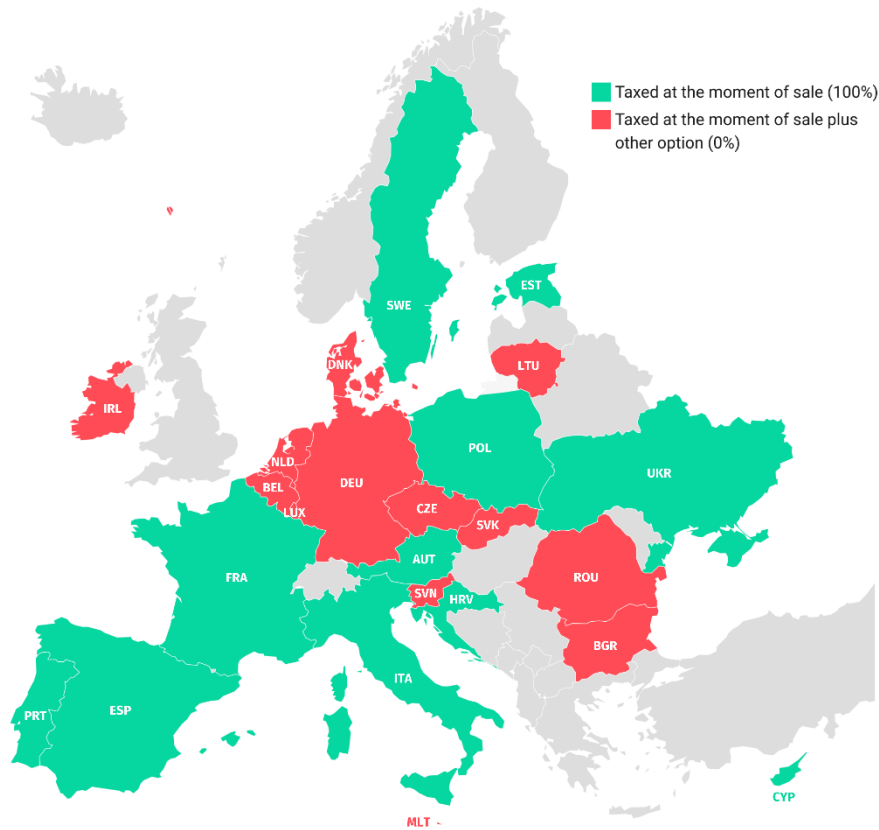 Taxed at the moment of sale (100%)
Taxed at the moment of sale plus
other option (0%)
SWE
EST
DNK
LTU
IRL
NLD
POL
BEL
DEU
UKR
CZE
LUX
SVK
AUT
FRA
ROU
SVN
HRV
BGR
ITA
PRT
ESP
CYP
MLT